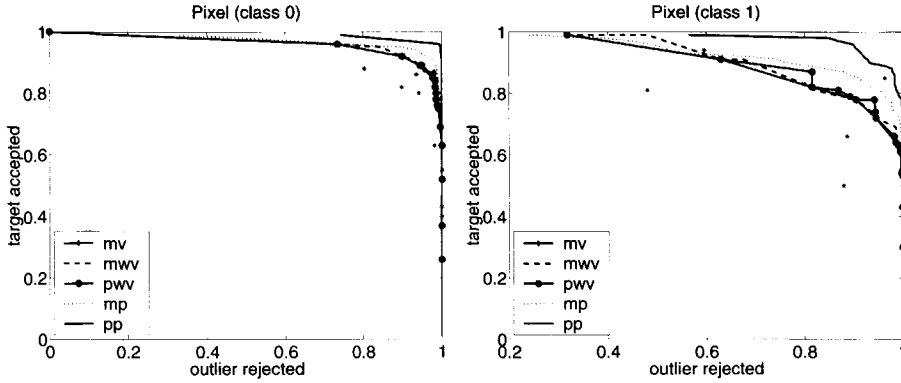 Pixel (class 0)
1
0.8
0.6
0.4
0.2
0
target accepted
mv
mwv
pwv
mp
pp
0 0.2 0.4 0.6 0.8 1
outlier rejected
Pixel (class 1)
1
0.8
0.6
0.4
0.2
0
target accepted
mv
mwv
pwv
mp
pp
0.2 0.4 0.6 0.8 1
outlier rejected